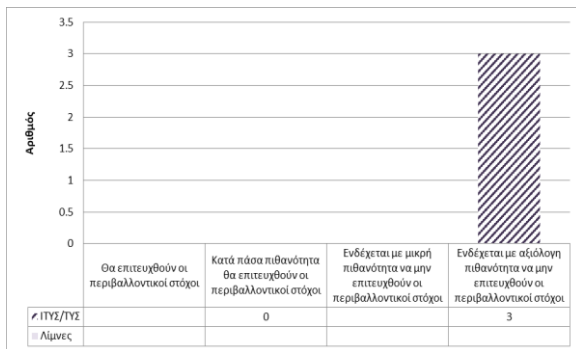 3.5
3
2.5
2
1.5
1
0.5
0
Αριθμός
Θα επιτευχθούν οι
περιβαλλοντικοί στόχοι
Κατά πάσα πιθανότητα
θα επιτευχθούν οι
περιβαλλοντικοί στόχοι
Ενδέχεται με μικρή
πιθανότητα να μην
επιτευχθούν οι
περιβαλλοντικοί στόχοι
Ενδέχεται με αξιόλογη
πιθανότητα να μην
επιτευχθούν οι
περιβαλλοντικοί στόχοι
ΙΤΥΣ/ΤΥΣ 0 3
Λίμνες